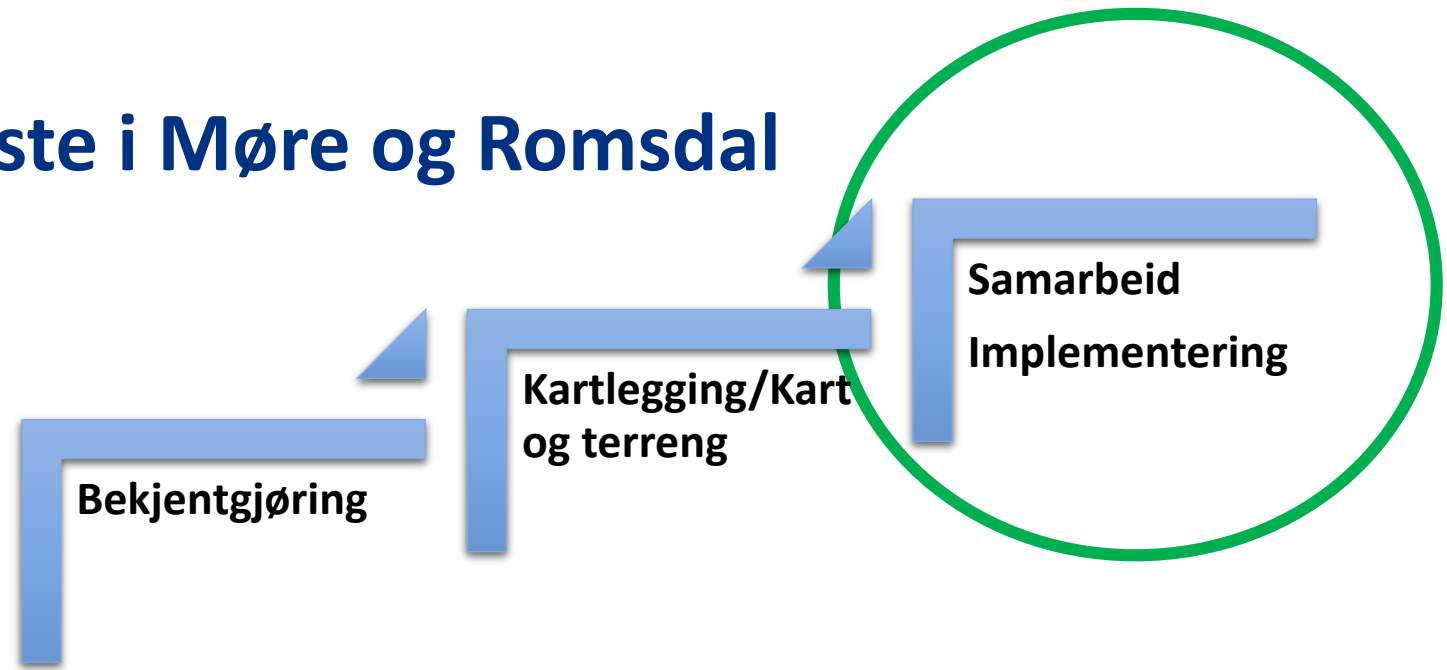 ste i Møre og Romsdal
Samarbeid
Implementering
Kartlegging/Kart
og terreng
Bekjentgjøring